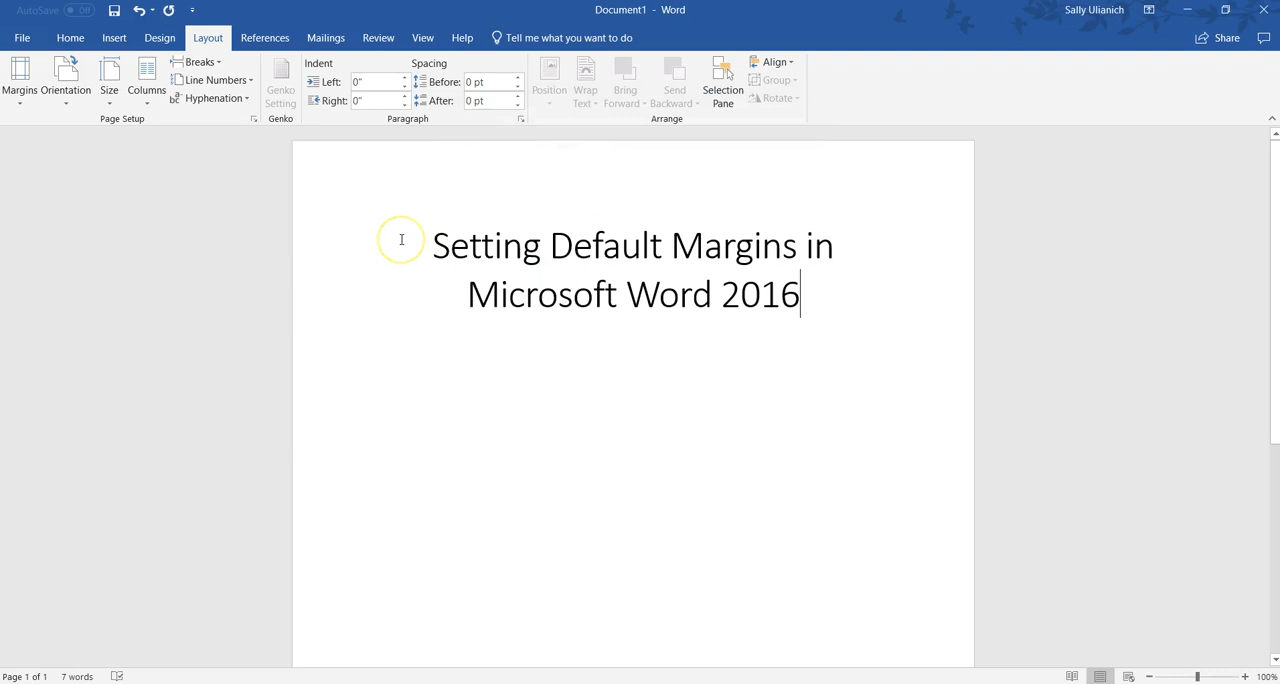 AutoSave Off
Document1 - Word
Sally Ulianich
File Home Insert Design Layout References Mailings Review View Help Tell me what you want to do
Share
Margins Orientation Size Columns
Breaks
Line Numbers
Hyphenation
Page Setup
Genko Setting
Genko
Indent
Left: 0"
Right: 0"
Spacing
Before: 0 pt
After: 0 pt
Paragraph
Position
Wrap Text
Bring Forward
Send Backward
Selection Pane
Align
Group
Rotate
Arrange
Setting Default Margins in
Microsoft Word 2016
Page 1 of 1 7 words
100%